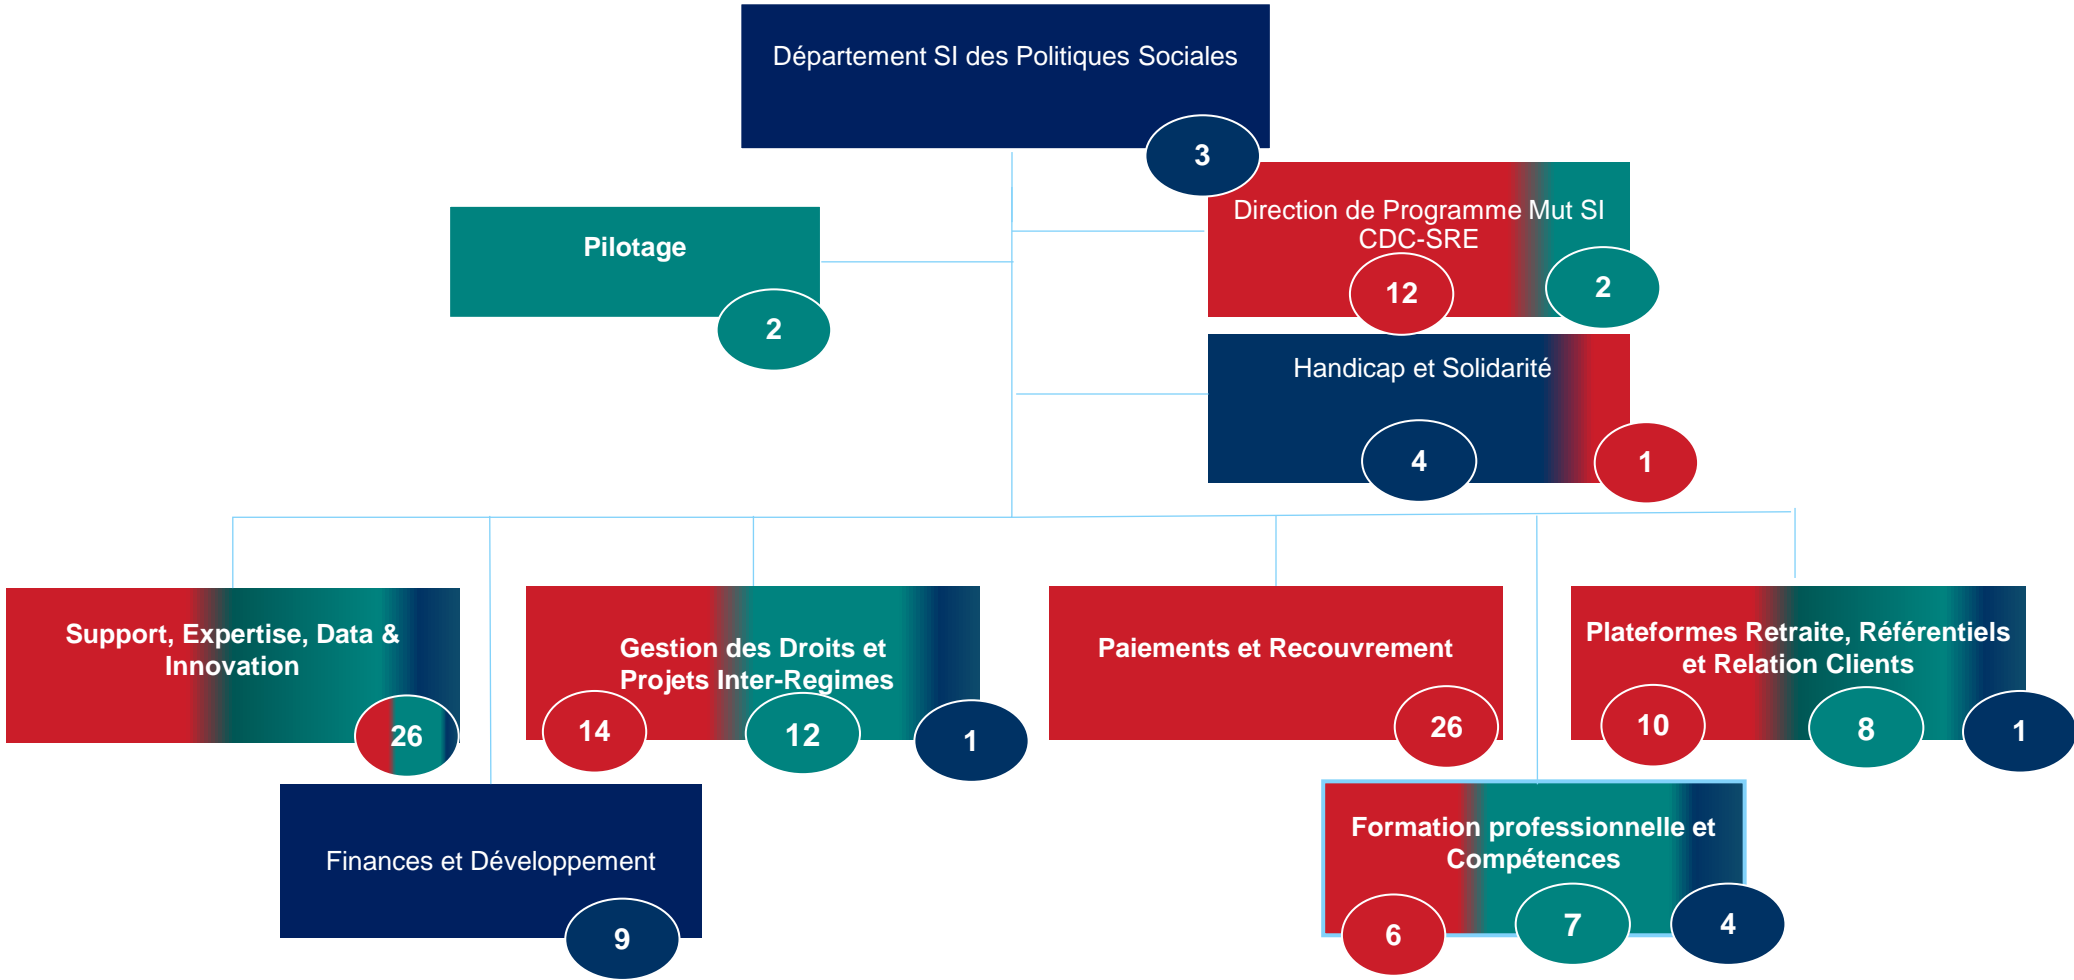 Département SI des Politiques Sociales
3
Direction de Programme Mut SI
CDC-SRE
12
2
Pilotage
2
Handicap et Solidarité
4
1
Support, Expertise, Data &
Innovation
26
Gestion des Droits et
Projets Inter-Regimes
14
12
1
Paiements et Recouvrement
26
Plateformes Retraite, Référentiels
et Relation Clients
10
8
1
Finances et Développement
9
Formation professionnelle et
Compétences
6
7
4